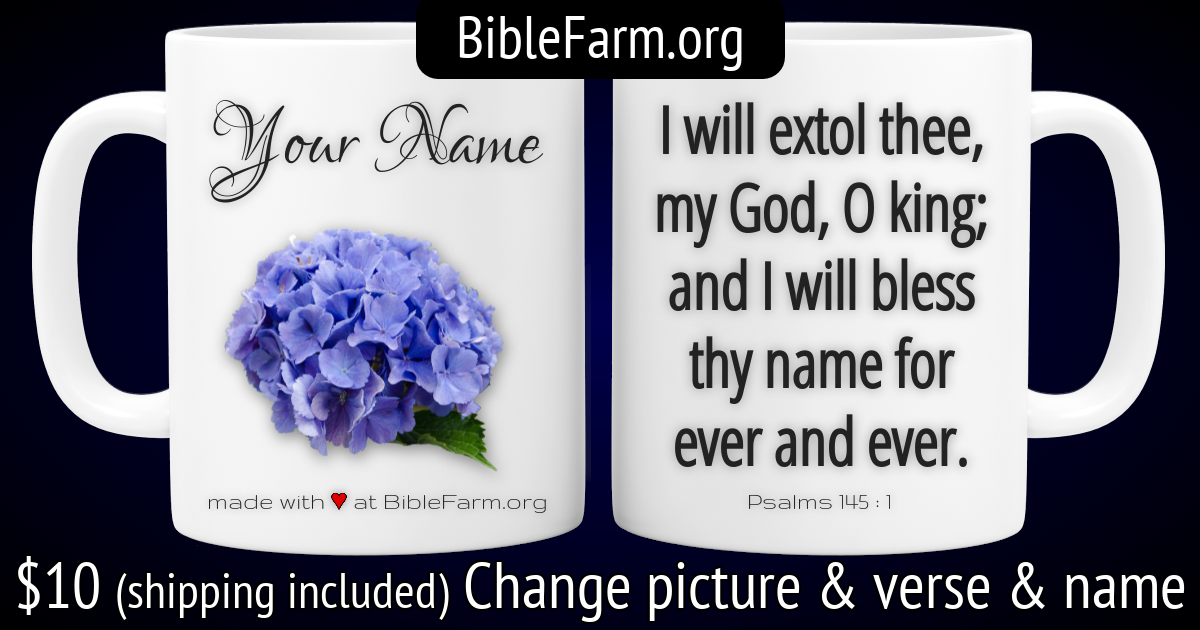 BibleFarm.org
Your Name
made with ♥ at BibleFarm.org
I will extol thee,
my God, O king;
and I will bless
thy name for
ever and ever.
Psalms 145 : 1
$10 (shipping included) Change picture & verse & name